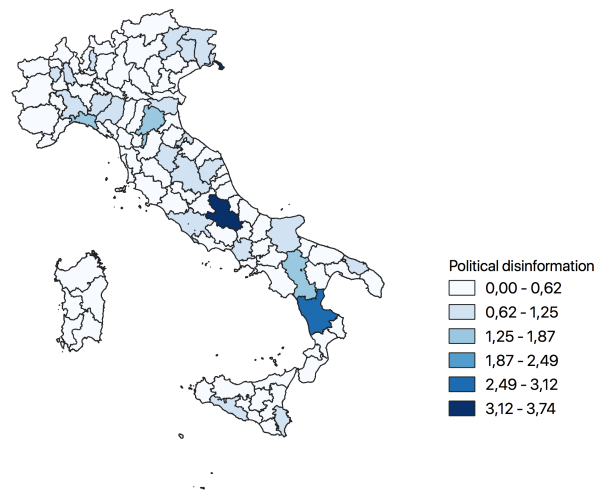 Political disinformation
0,00 - 0,62
0,62 - 1,25
1,25 - 1,87
1,87 - 2,49
2,49 - 3,12
3,12 - 3,74